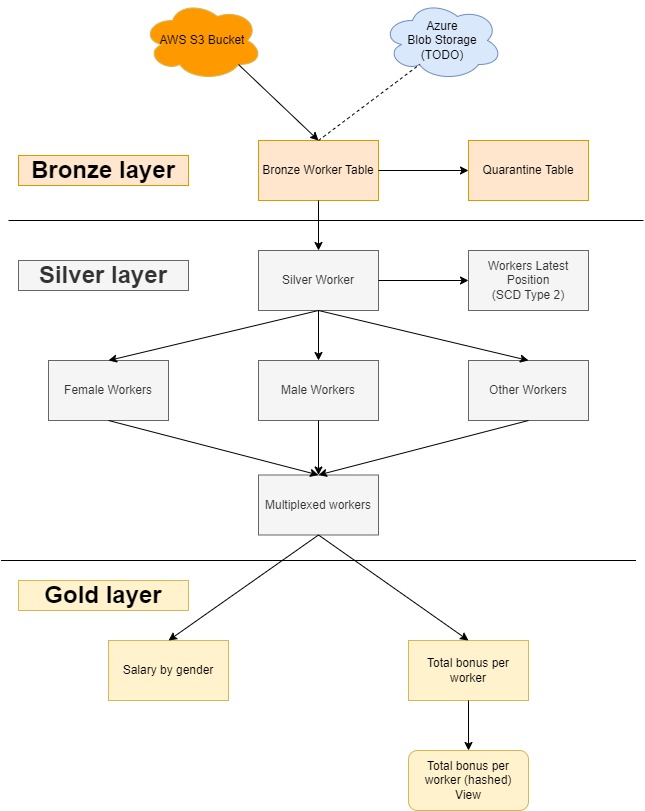 AWS S3 Bucket
Azure
Blob Storage
(TODO)
Bronze layer
Bronze Worker Table
Quarantine Table
Silver layer
Silver Worker
Workers Latest
Position
(SCD Type 2)
Female Workers
Male Workers
Other Workers
Multiplexed workers
Gold layer
Salary by gender
Total bonus per
worker
Total bonus per
worker (hashed)
View